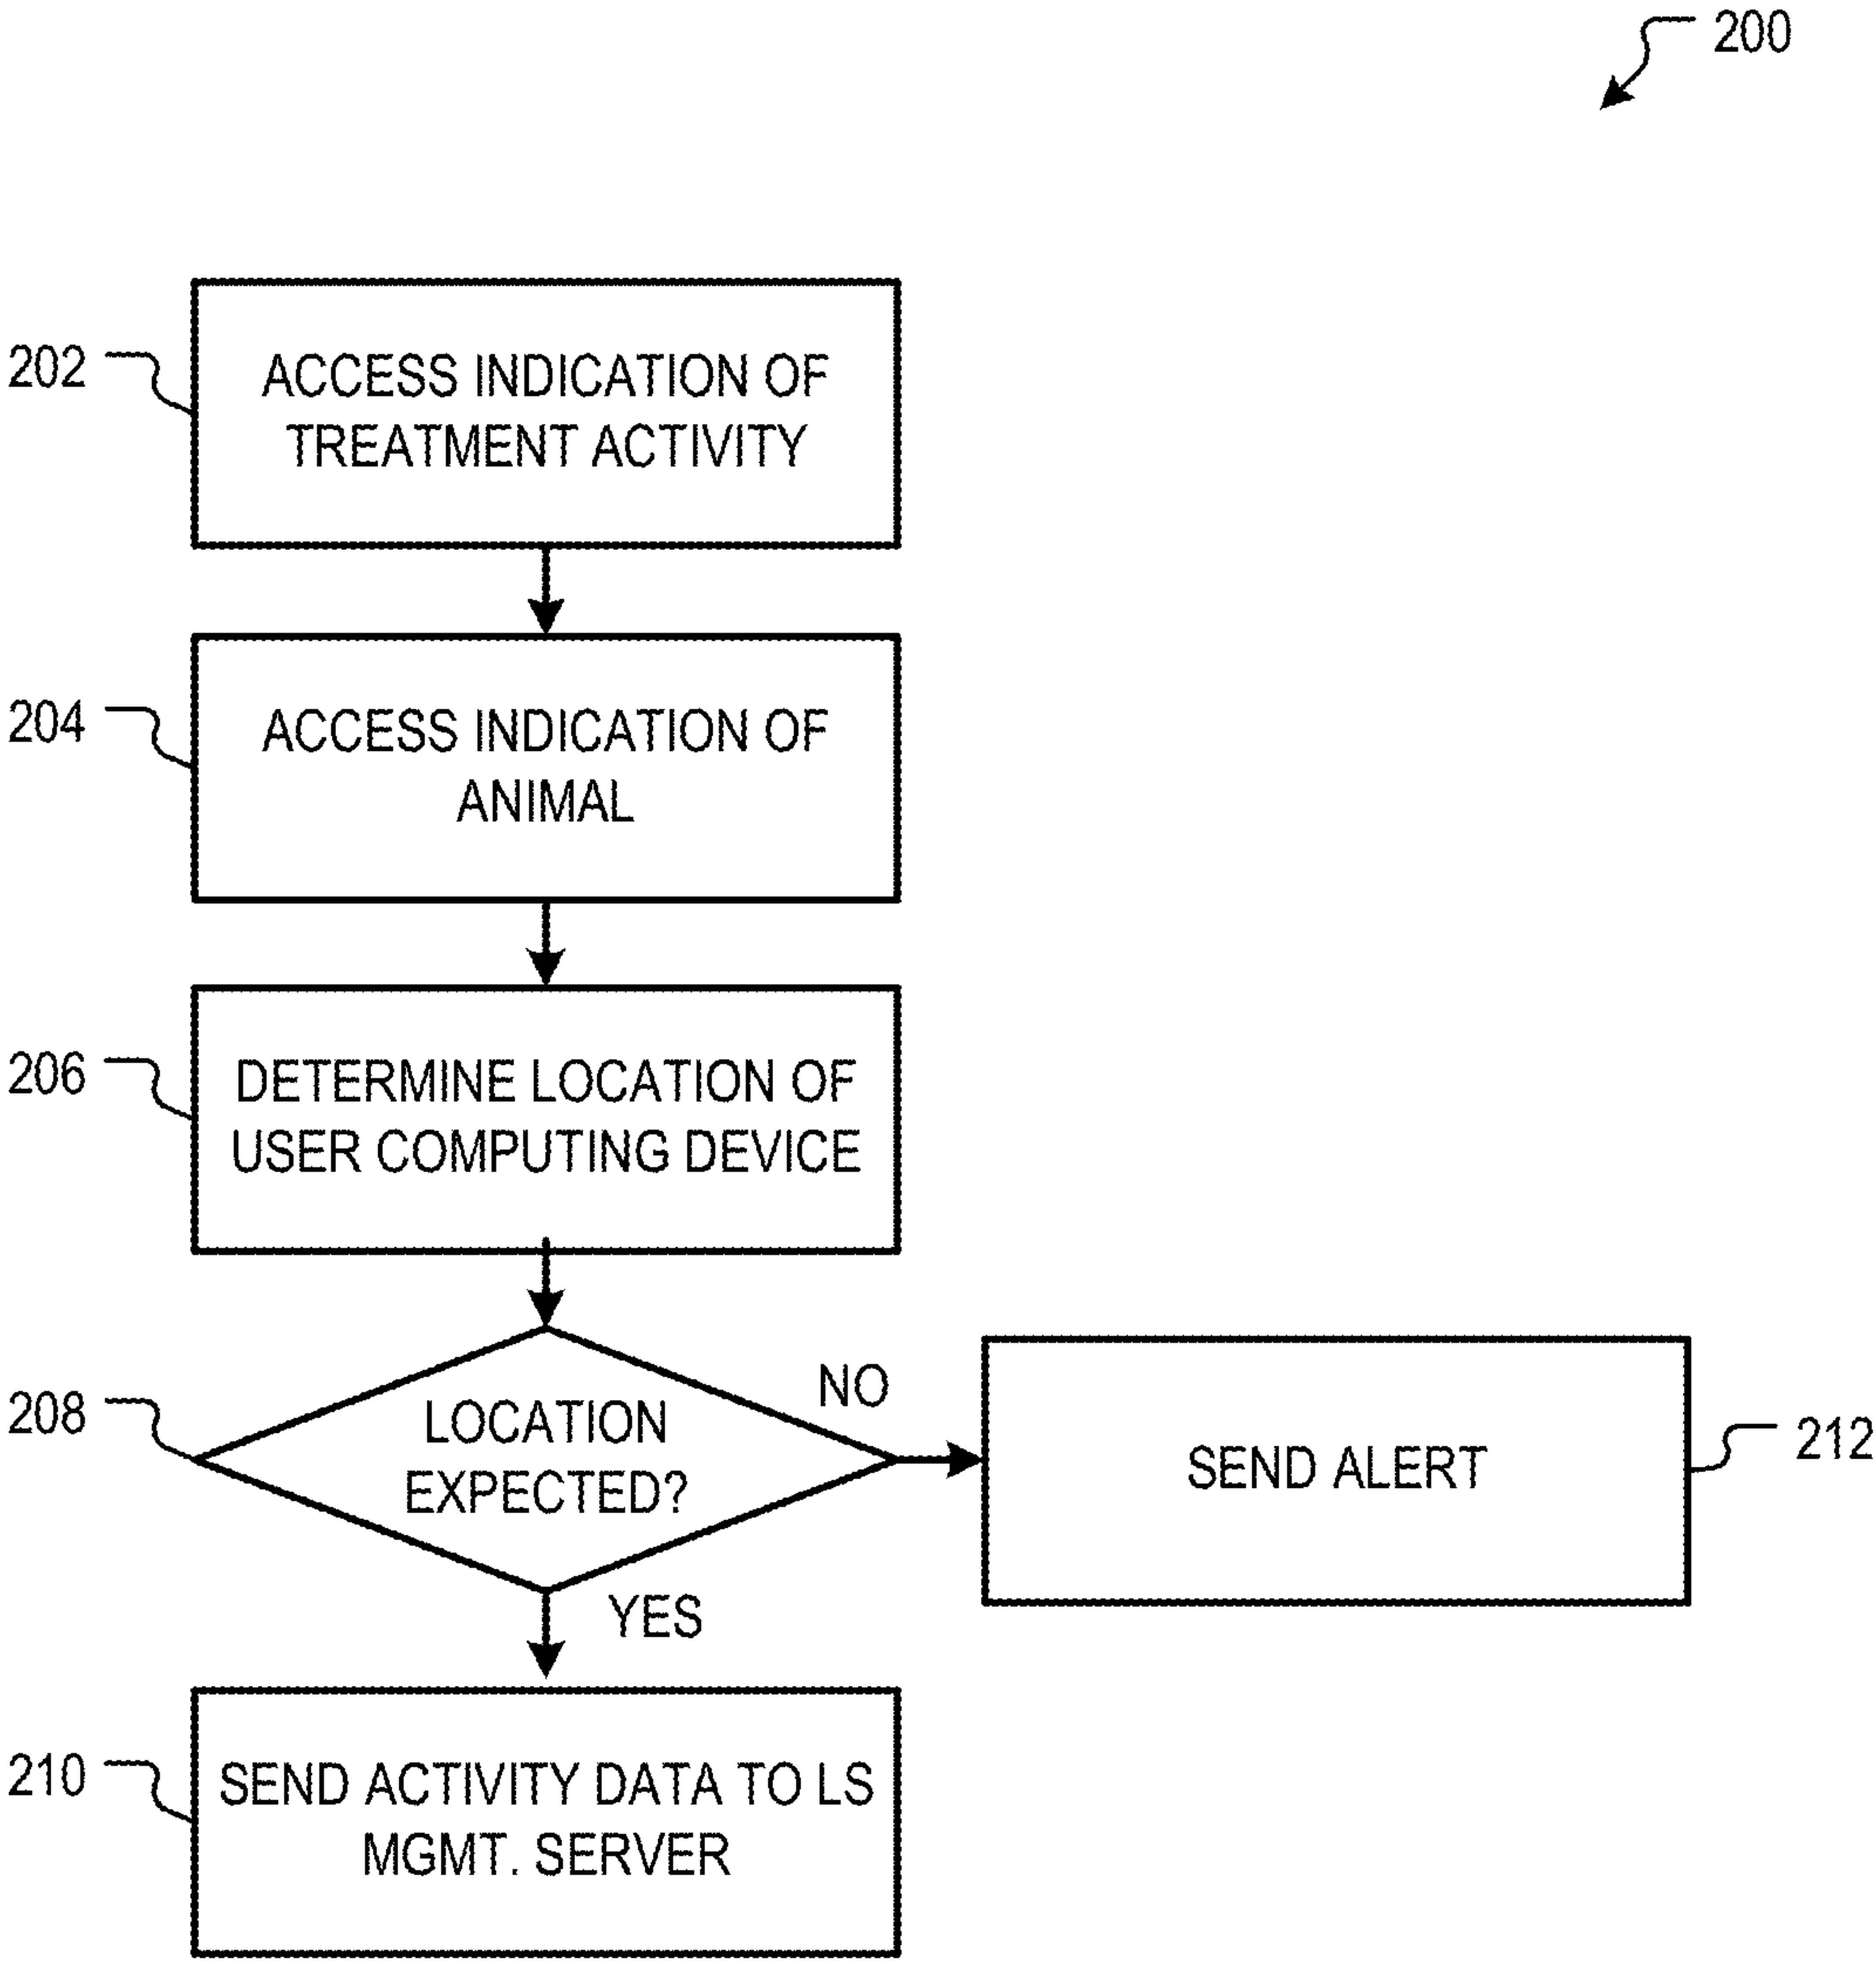 200
202
ACCESS INDICATION OF
TREATMENT ACTIVITY
204
ACCESS INDICATION OF
ANIMAL
206
DETERMINE LOCATION OF
USER COMPUTING DEVICE
208
LOCATION
EXPECTED?
NO
SEND ALERT
212
YES
210
SEND ACTIVITY DATA TO LS
MGMT. SERVER